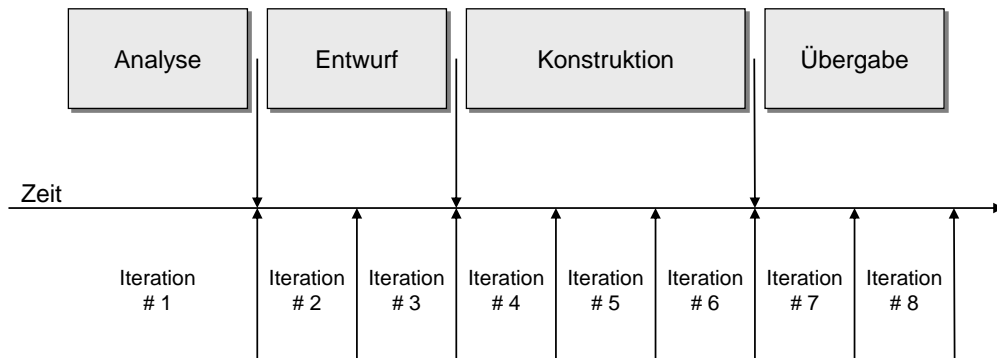 Analyse
Entwurf
Konstruktion
Übergabe
Zeit
Iteration
# 1
Iteration
# 2
Iteration
# 3
Iteration
# 4
Iteration
# 5
Iteration
# 6
Iteration
# 7
Iteration
# 8